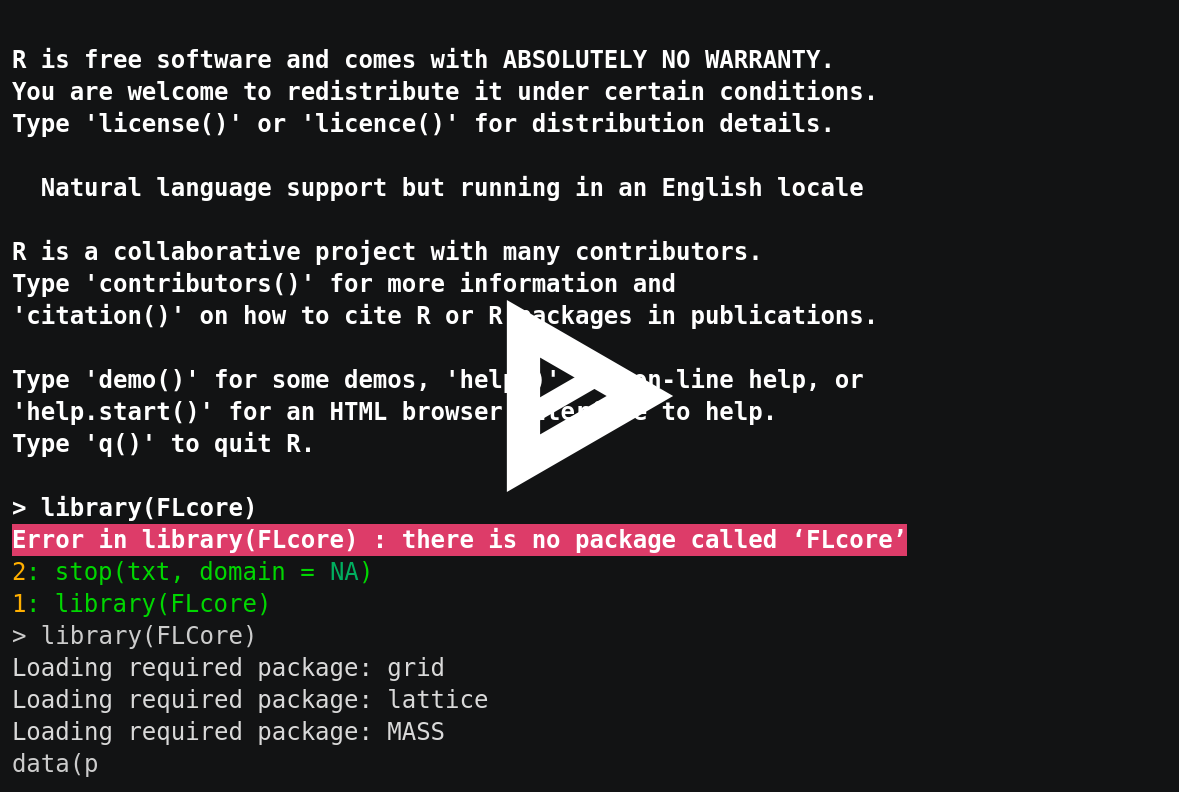 R is free software and comes with ABSOLUTELY NO WARRANTY.
You are welcome to redistribute it under certain conditions.
Type 'license()' or 'licence()' for distribution details.
Natural language support but running in an English locale
R is a collaborative project with many contributors.
Type 'contributors()' for more information and
'citation()' on how to cite R or R packages in publications.
Type 'demo()' for some demos, 'help()' on-line help, or
'help.start()' for an HTML browser interface to help.
Type 'q()' to quit R.
> library(FLcore)
Error in library(FLcore) : there is no package called ‘FLcore’
2: stop(txt, domain = NA)
1: library(FLcore)
> library(FLCore)
Loading required package: grid
Loading required package: lattice
Loading required package: MASS
data(p